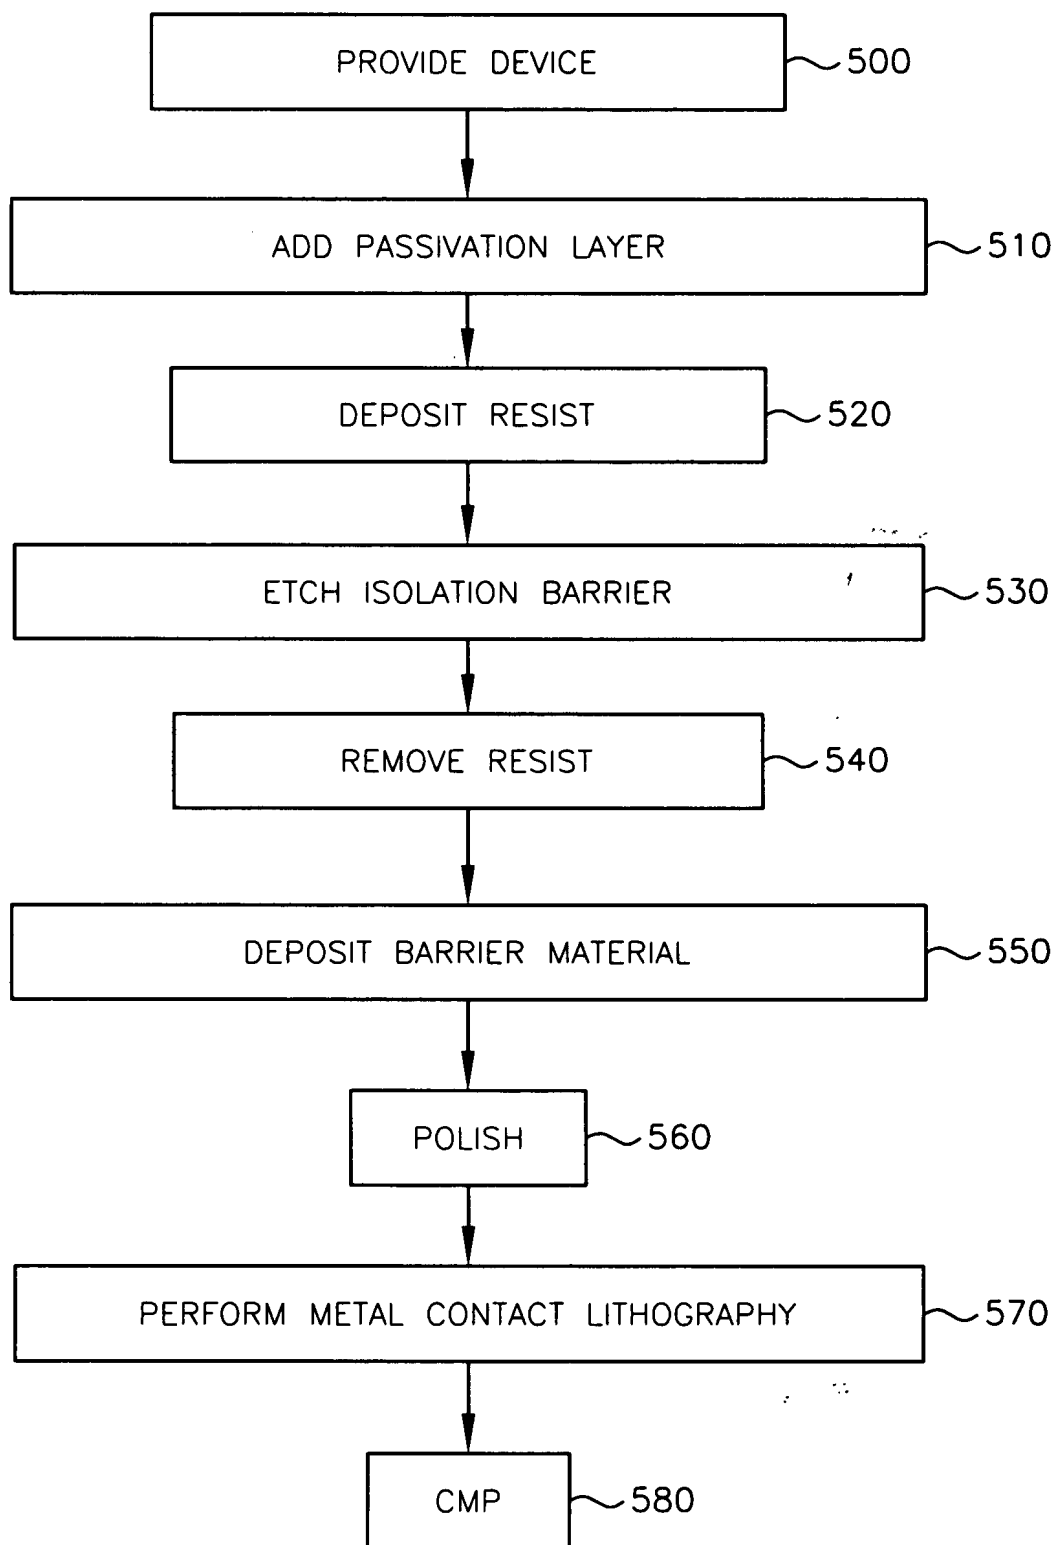 PROVIDE DEVICE 500
ADD PASSIVATION LAYER 510
DEPOSIT RESIST 520
ETCH ISOLATION BARRIER 530
REMOVE RESIST 540
DEPOSIT BARRIER MATERIAL 550
POLISH 560
PERFORM METAL CONTACT LITHOGRAPHY 570
CMP 580